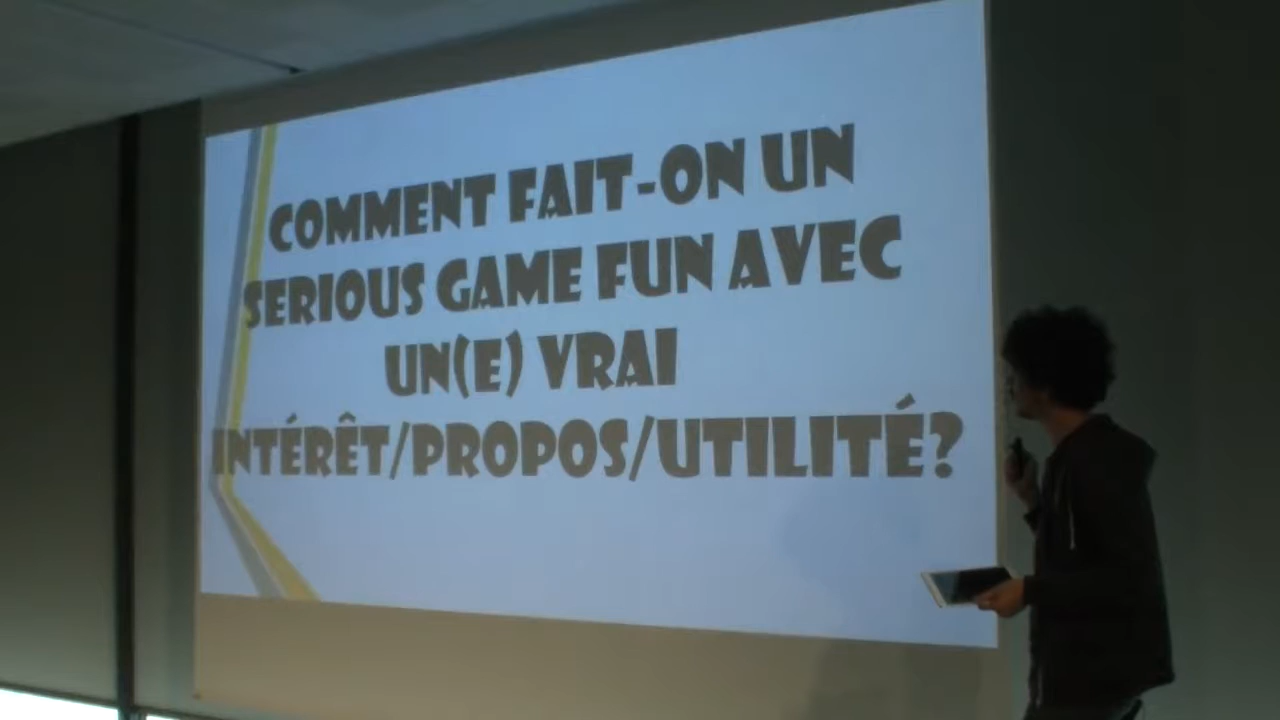 COMMENT FAIT-ON UN
SERIOUS GAME FUN AVEC
UN(E) VRAI
INTÉRÊT/PROPOS/UTILITÉ?